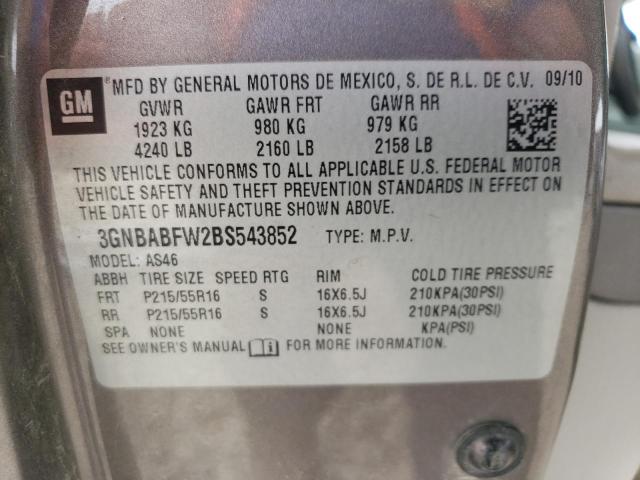 GM ® MFD BY GENERAL MOTORS DE MEXICO, S. DE R.L. DE C.V. 09/10
GVWR GAWR FRT GAWR RR
1923 KG 980 KG 979 KG
4240 LB 2160 LB 2158 LB
THIS VEHICLE CONFORMS TO ALL APPLICABLE U.S. FEDERAL MOTOR
VEHICLE SAFETY AND THEFT PREVENTION STANDARDS IN EFFECT ON
THE DATE OF MANUFACTURE SHOWN ABOVE.
3GNBABFW2BS543852 TYPE: M.P.V.
MODEL: AS46
ABBH TIRE SIZE SPEED RTG RIM COLD TIRE PRESSURE
FRT P215/55R16 S 16X6.5J 210KPA(30PSI)
RR P215/55R16 S 16X6.5J 210KPA(30PSI)
SPA NONE NONE KPA(PSI)
SEE OWNER'S MANUAL FOR MORE INFORMATION.